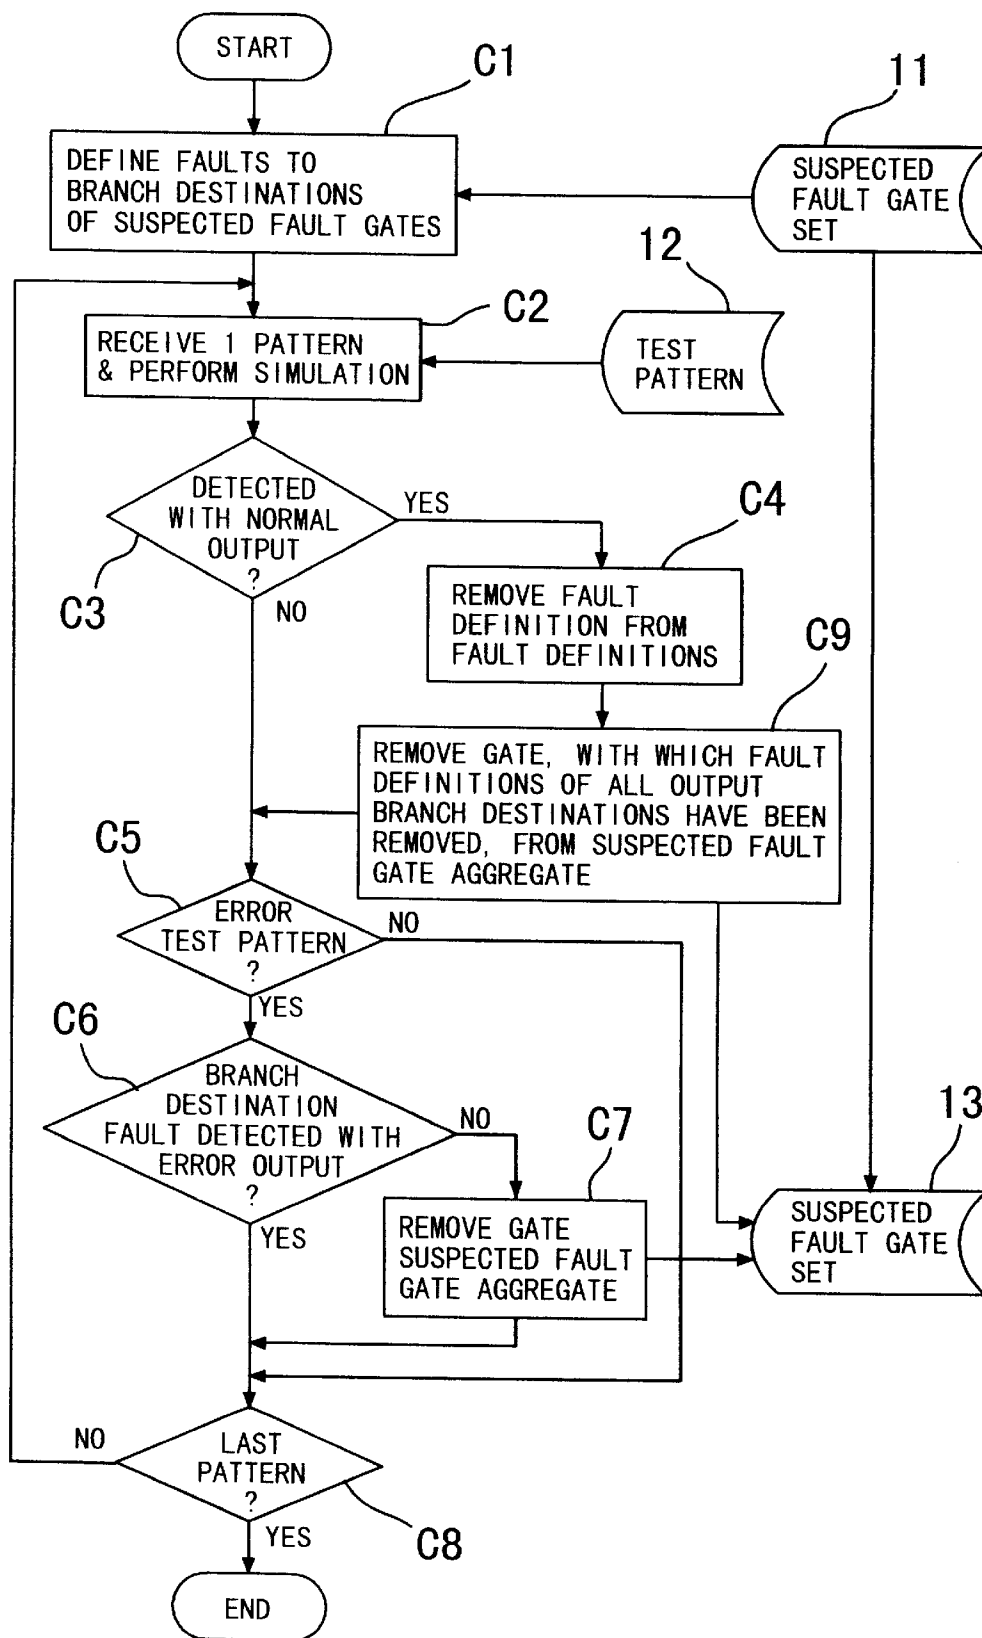 START
C1
11
DEFINE FAULTS TO
BRANCH DESTINATIONS
OF SUSPECTED FAULT GATES
SUSPECTED
FAULT GATE
SET
12
C2
RECEIVE 1 PATTERN
& PERFORM SIMULATION
TEST
PATTERN
DETECTED
WITH NORMAL
OUTPUT
?
YES
C4
C3
NO
REMOVE FAULT
DEFINITION FROM
FAULT DEFINITIONS
C9
REMOVE GATE, WITH WHICH FAULT
DEFINITIONS OF ALL OUTPUT
BRANCH DESTINATIONS HAVE BEEN
REMOVED, FROM SUSPECTED FAULT
GATE AGGREGATE
C5
ERROR
TEST PATTERN
?
NO
YES
C6
BRANCH
DESTINATION
FAULT DETECTED WITH
ERROR OUTPUT
?
NO
C7
13
YES
REMOVE GATE
SUSPECTED FAULT
GATE AGGREGATE
SUSPECTED
FAULT GATE
SET
NO
LAST
PATTERN
?
YES
C8
END